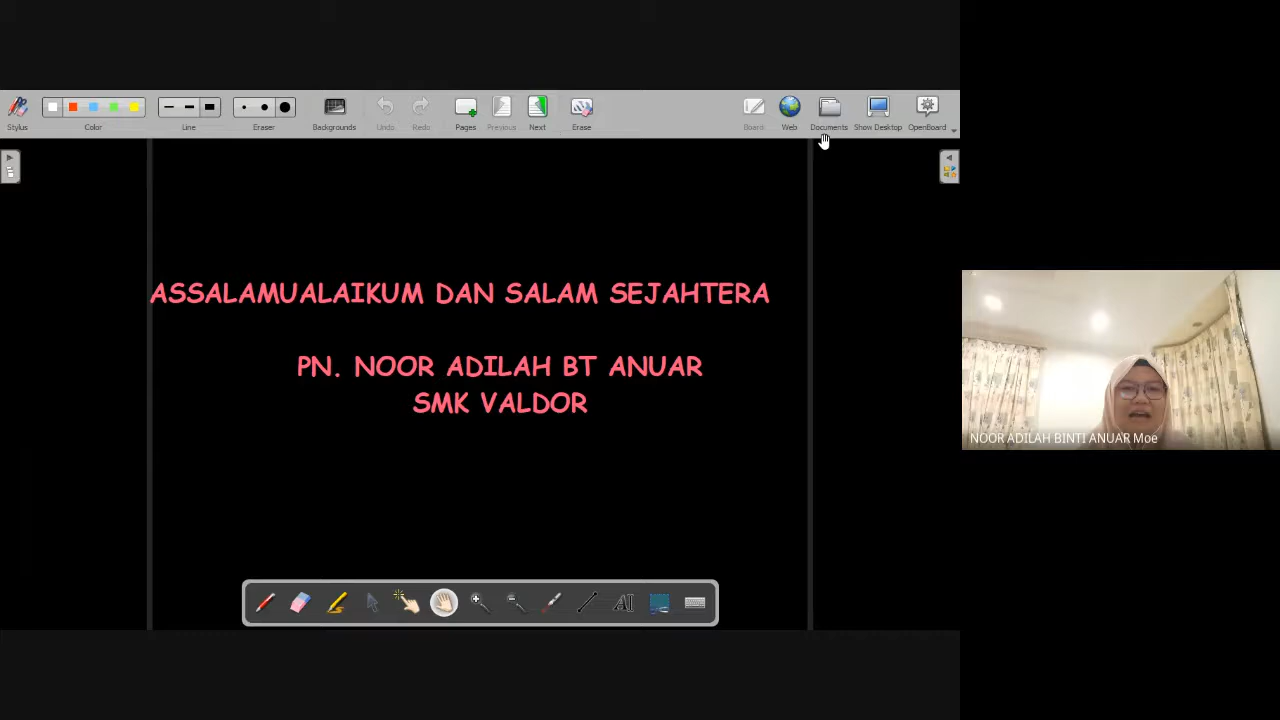 Stylus
Color
Line
Eraser
Backgrounds
Undo
Redo
Pages
Previous
Next
Erase
Board
Web
Documents
Show Desktop
OpenBoard
ASSALAMUALAIKUM DAN SALAM SEJAHTERA
PN. NOOR ADILAH BT ANUAR
SMK VALDOR
AI
NOOR ADILAH BINTI ANUAR Moe